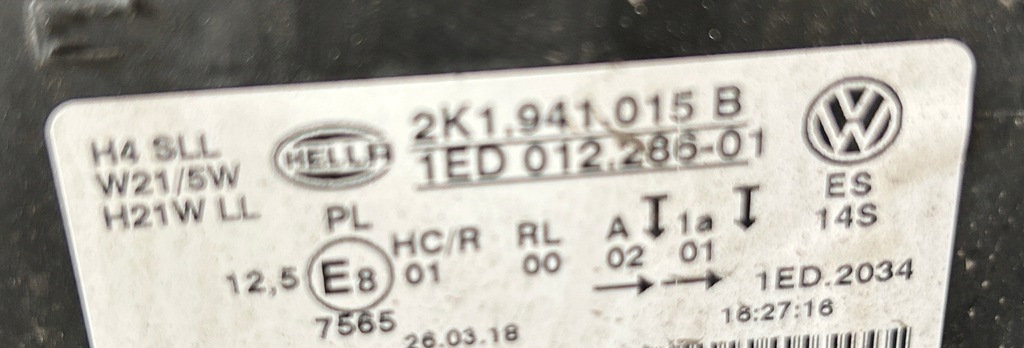 2K1.941.015 B
HELLA
1ED 012.286-01
H4 SLL
W21/5W
H21W LL
ES
14S
PL
HC/R RL A 1a
01 00 02 01
12,5 E8
7565
1ED.2034
26.03.18
18:27:16